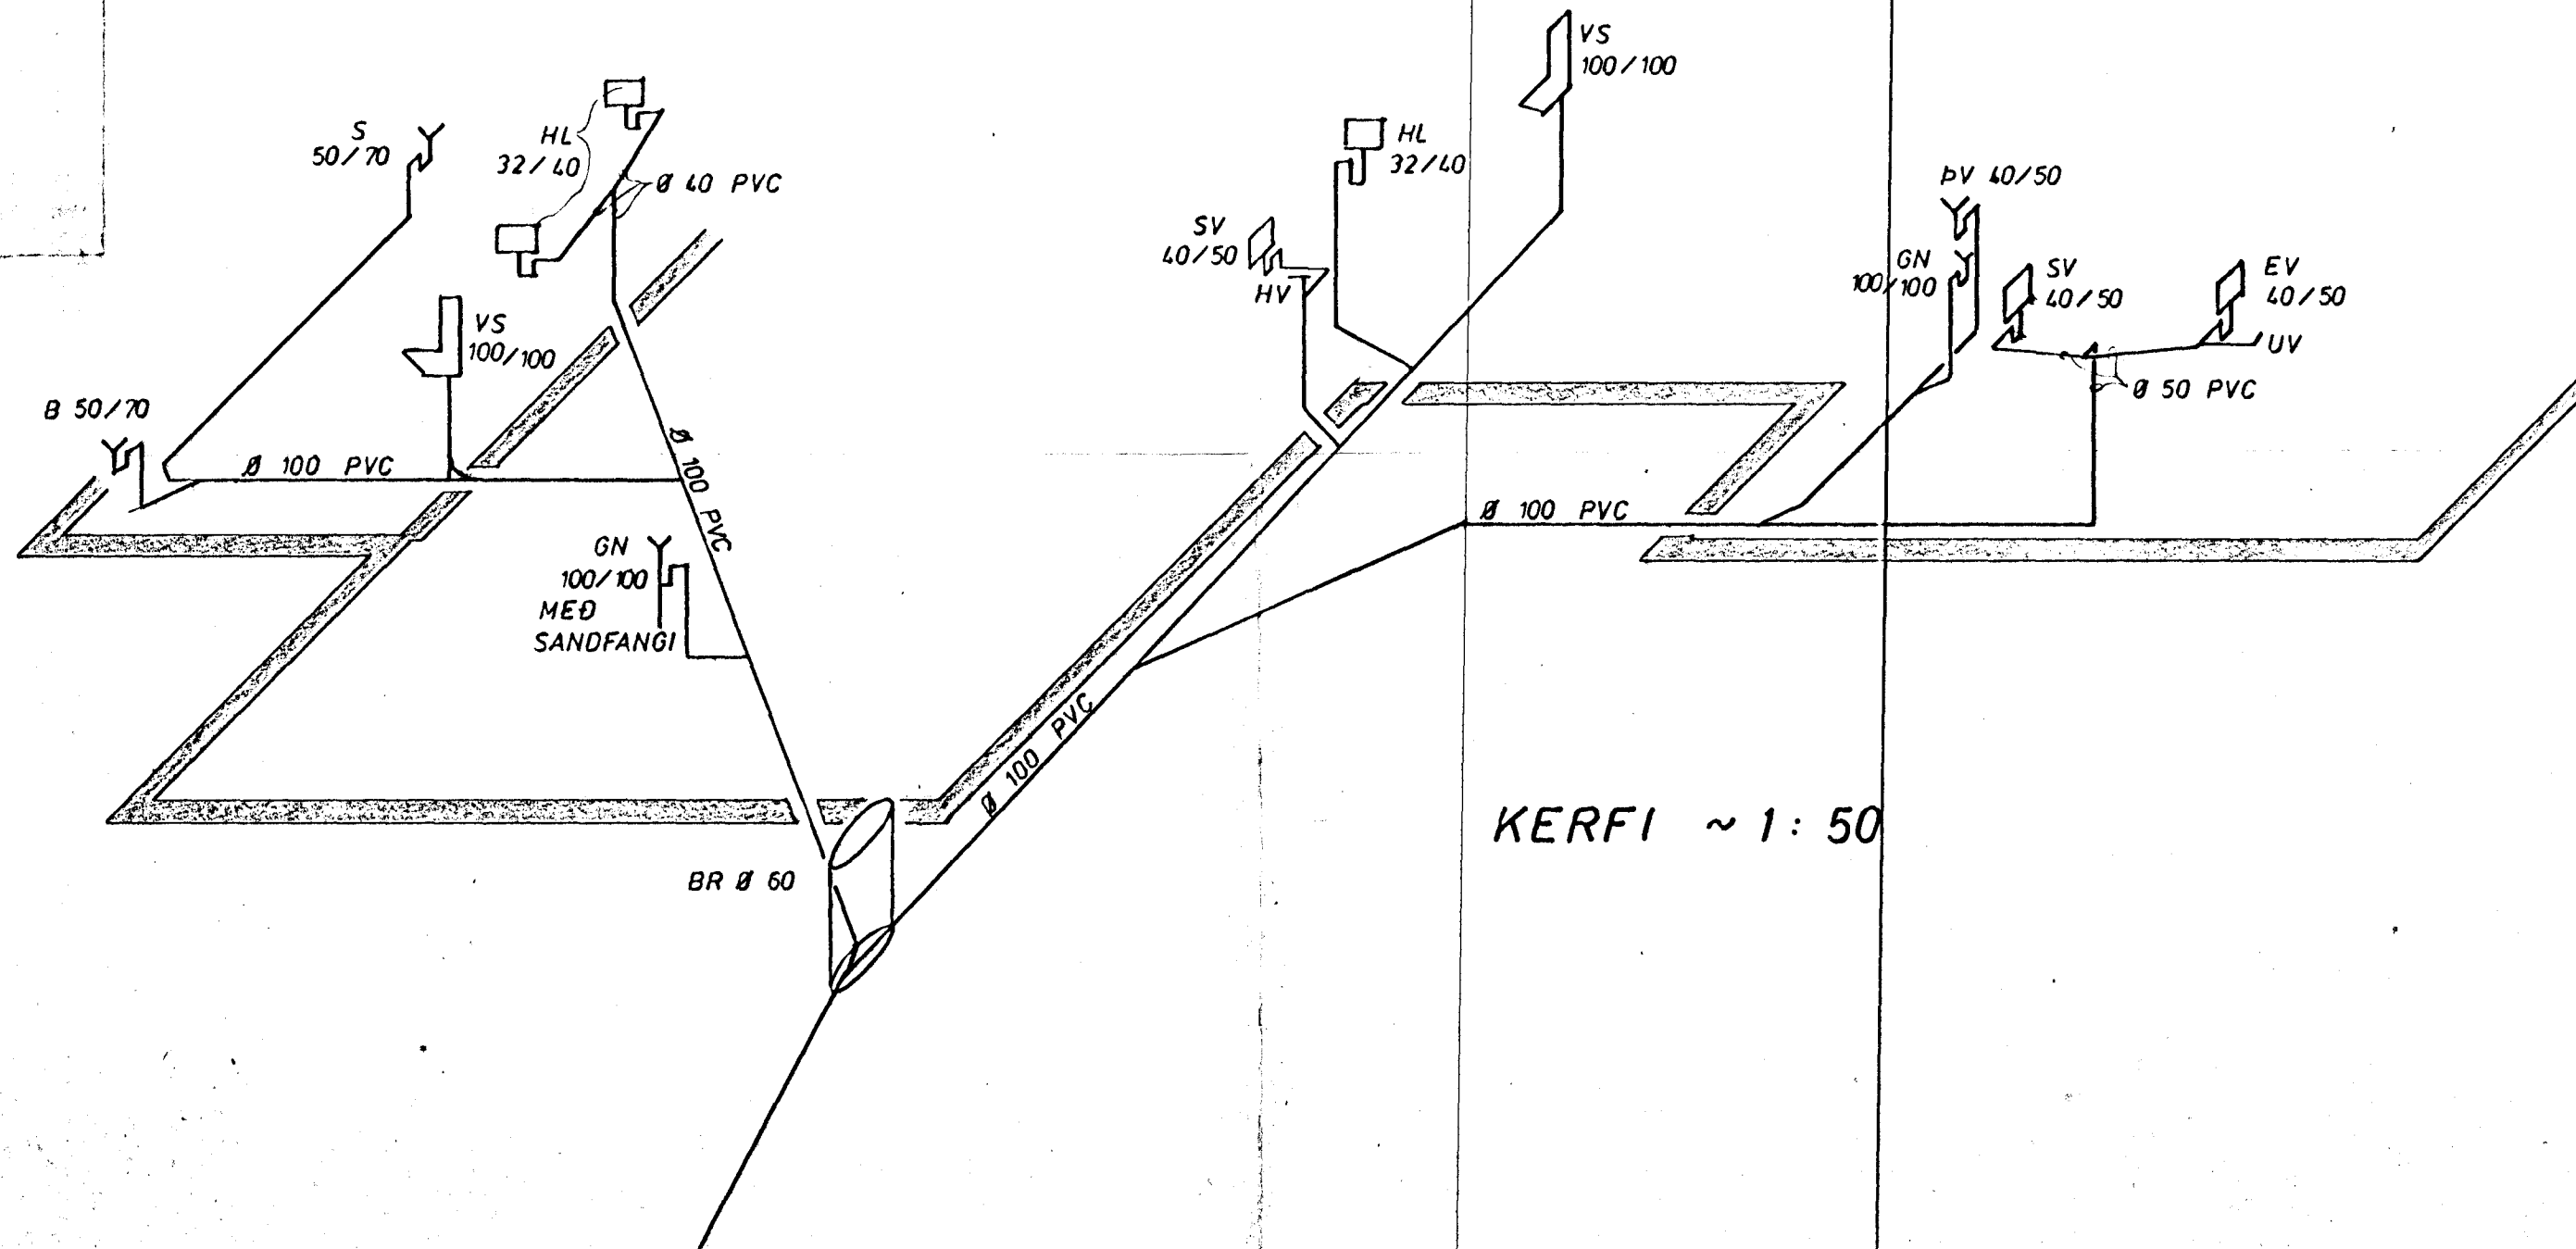 VS
100/100
S
50/70
HL
32/40
Ø 40 PVC
HL
32/40
ÞV 40/50
SV
40/50
HV
GN
100/100
SV
40/50
EV
40/50
UV
Ø 50 PVC
VS
100/100
B 50/70
Ø 100 PVC
Ø 100 PVC
Ø 100 PVC
GN
100/100
MEÐ
SANDFANGI
Ø 100 PVC
KERFI ~ 1:50
BR Ø 60